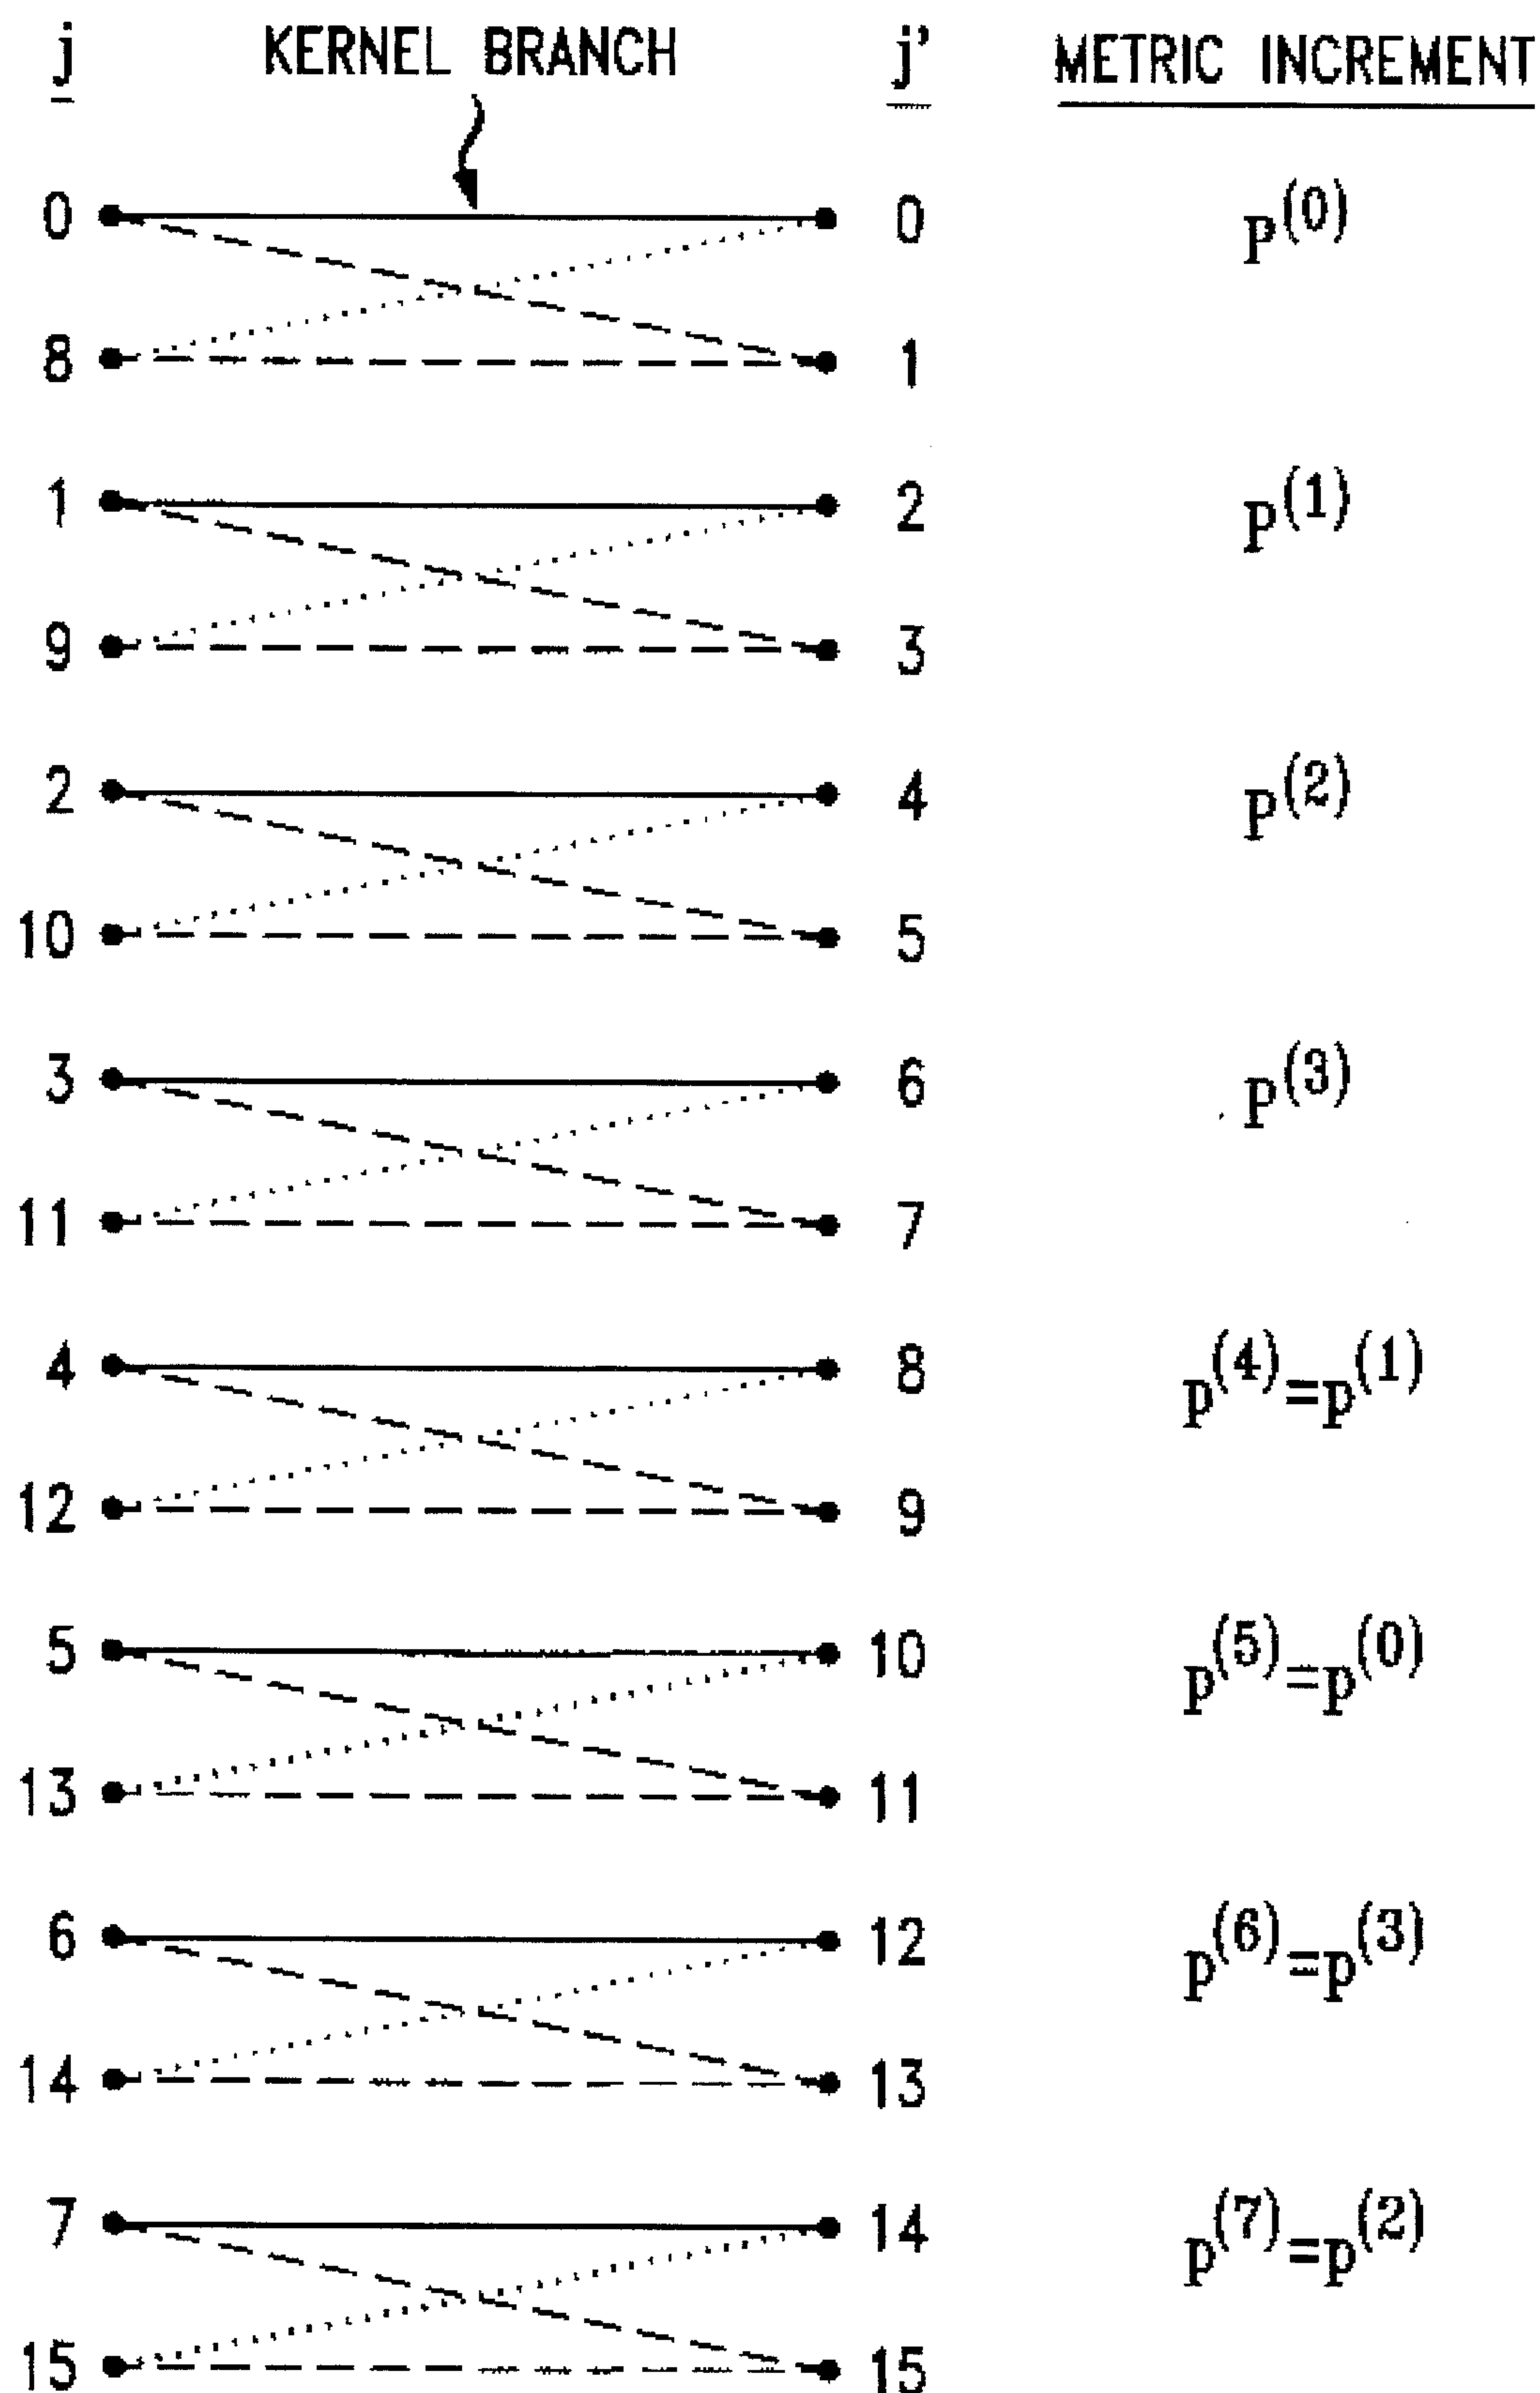 j KERNEL BRANCH j' METRIC INCREMENT
0 0 p(0)
8 1
1 2 p(1)
9 3
2 4 p(2)
10 5
3 6 p(3)
11 7
4 8 p(4)=p(1)
12 9
5 10 p(5)=p(0)
13 11
6 12 p(6)=p(3)
14 13
7 14 p(7)=p(2)
15 15